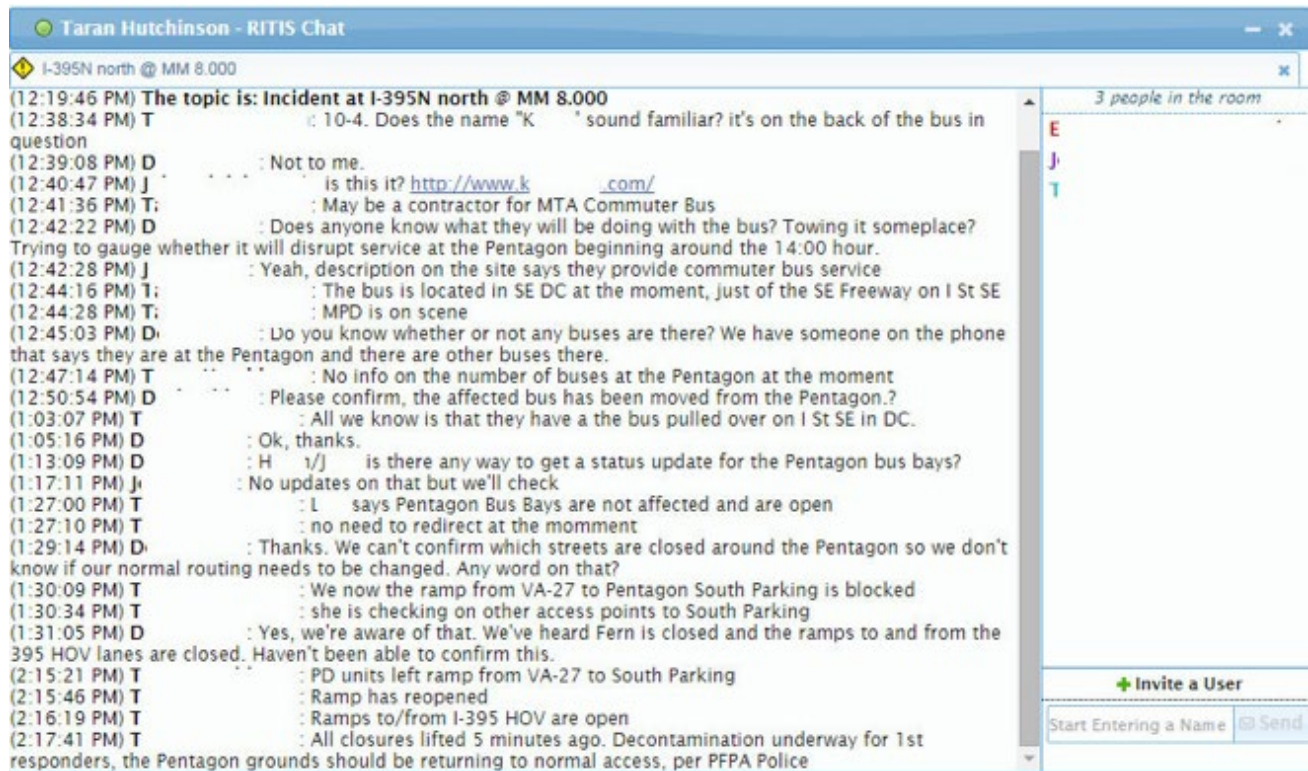 Taran Hutchinson - RITIS Chat
I-395N north @ MM 8.000
(12:19:46 PM) The topic is: Incident at I-395N north @ MM 8.000
(12:38:34 PM) T : 10-4. Does the name "K ' sound familiar? it's on the back of the bus in
question
(12:39:08 PM) D : Not to me.
(12:40:47 PM) J is this it? http://www.k .com/
(12:41:36 PM) T : May be a contractor for MTA Commuter Bus
(12:42:22 PM) D : Does anyone know what they will be doing with the bus? Towing it someplace?
Trying to gauge whether it will disrupt service at the Pentagon beginning around the 14:00 hour.
(12:42:28 PM) J : Yeah, description on the site says they provide commuter bus service
(12:44:16 PM) : The bus is located in SE DC at the moment, just of the SE Freeway on I St SE
(12:44:28 PM) T : MPD is on scene
(12:45:03 PM) D : Do you know whether or not any buses are there? We have someone on the phone
that says they are at the Pentagon and there are other buses there.
(12:47:14 PM) T : No info on the number of buses at the Pentagon at the moment
(12:50:54 PM) D : Please confirm, the affected bus has been moved from the Pentagon.?
(1:03:07 PM) T : All we know is that they have a the bus pulled over on I St SE in DC.
(1:05:16 PM) D : Ok, thanks.
(1:13:09 PM) D : H /J is there any way to get a status update for the Pentagon bus bays?
(1:17:11 PM) J : No updates on that but we'll check
(1:27:00 PM) T : L says Pentagon Bus Bays are not affected and are open
(1:27:10 PM) T : no need to redirect at the momment
(1:29:14 PM) D : Thanks. We can't confirm which streets are closed around the Pentagon so we don't
know if our normal routing needs to be changed. Any word on that?
(1:30:09 PM) T : We now the ramp from VA-27 to Pentagon South Parking is blocked
(1:30:34 PM) T : she is checking on other access points to South Parking
(1:31:05 PM) D : Yes, we're aware of that. We've heard Fern is closed and the ramps to and from the
395 HOV lanes are closed. Haven't been able to confirm this.
(2:15:21 PM) T : PD units left ramp from VA-27 to South Parking
(2:15:46 PM) T : Ramp has reopened
(2:16:19 PM) T : Ramps to/from I-395 HOV are open
(2:17:41 PM) T : All closures lifted 5 minutes ago. Decontamination underway for 1st
responders, the Pentagon grounds should be returning to normal access, per PFPA Police
3 people in the room
E
J
T
Invite a User
Start Entering a Name
Send